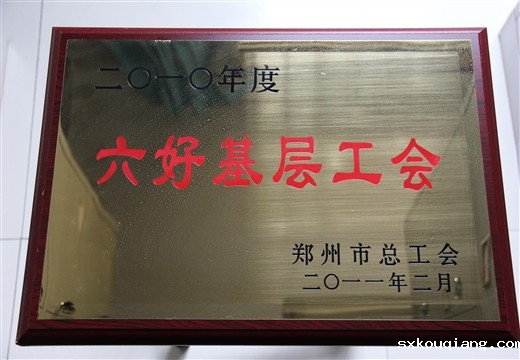 二〇一〇年度
六好基层工会
郑州市总工会
二〇一一年二月
sxkouqiang.com